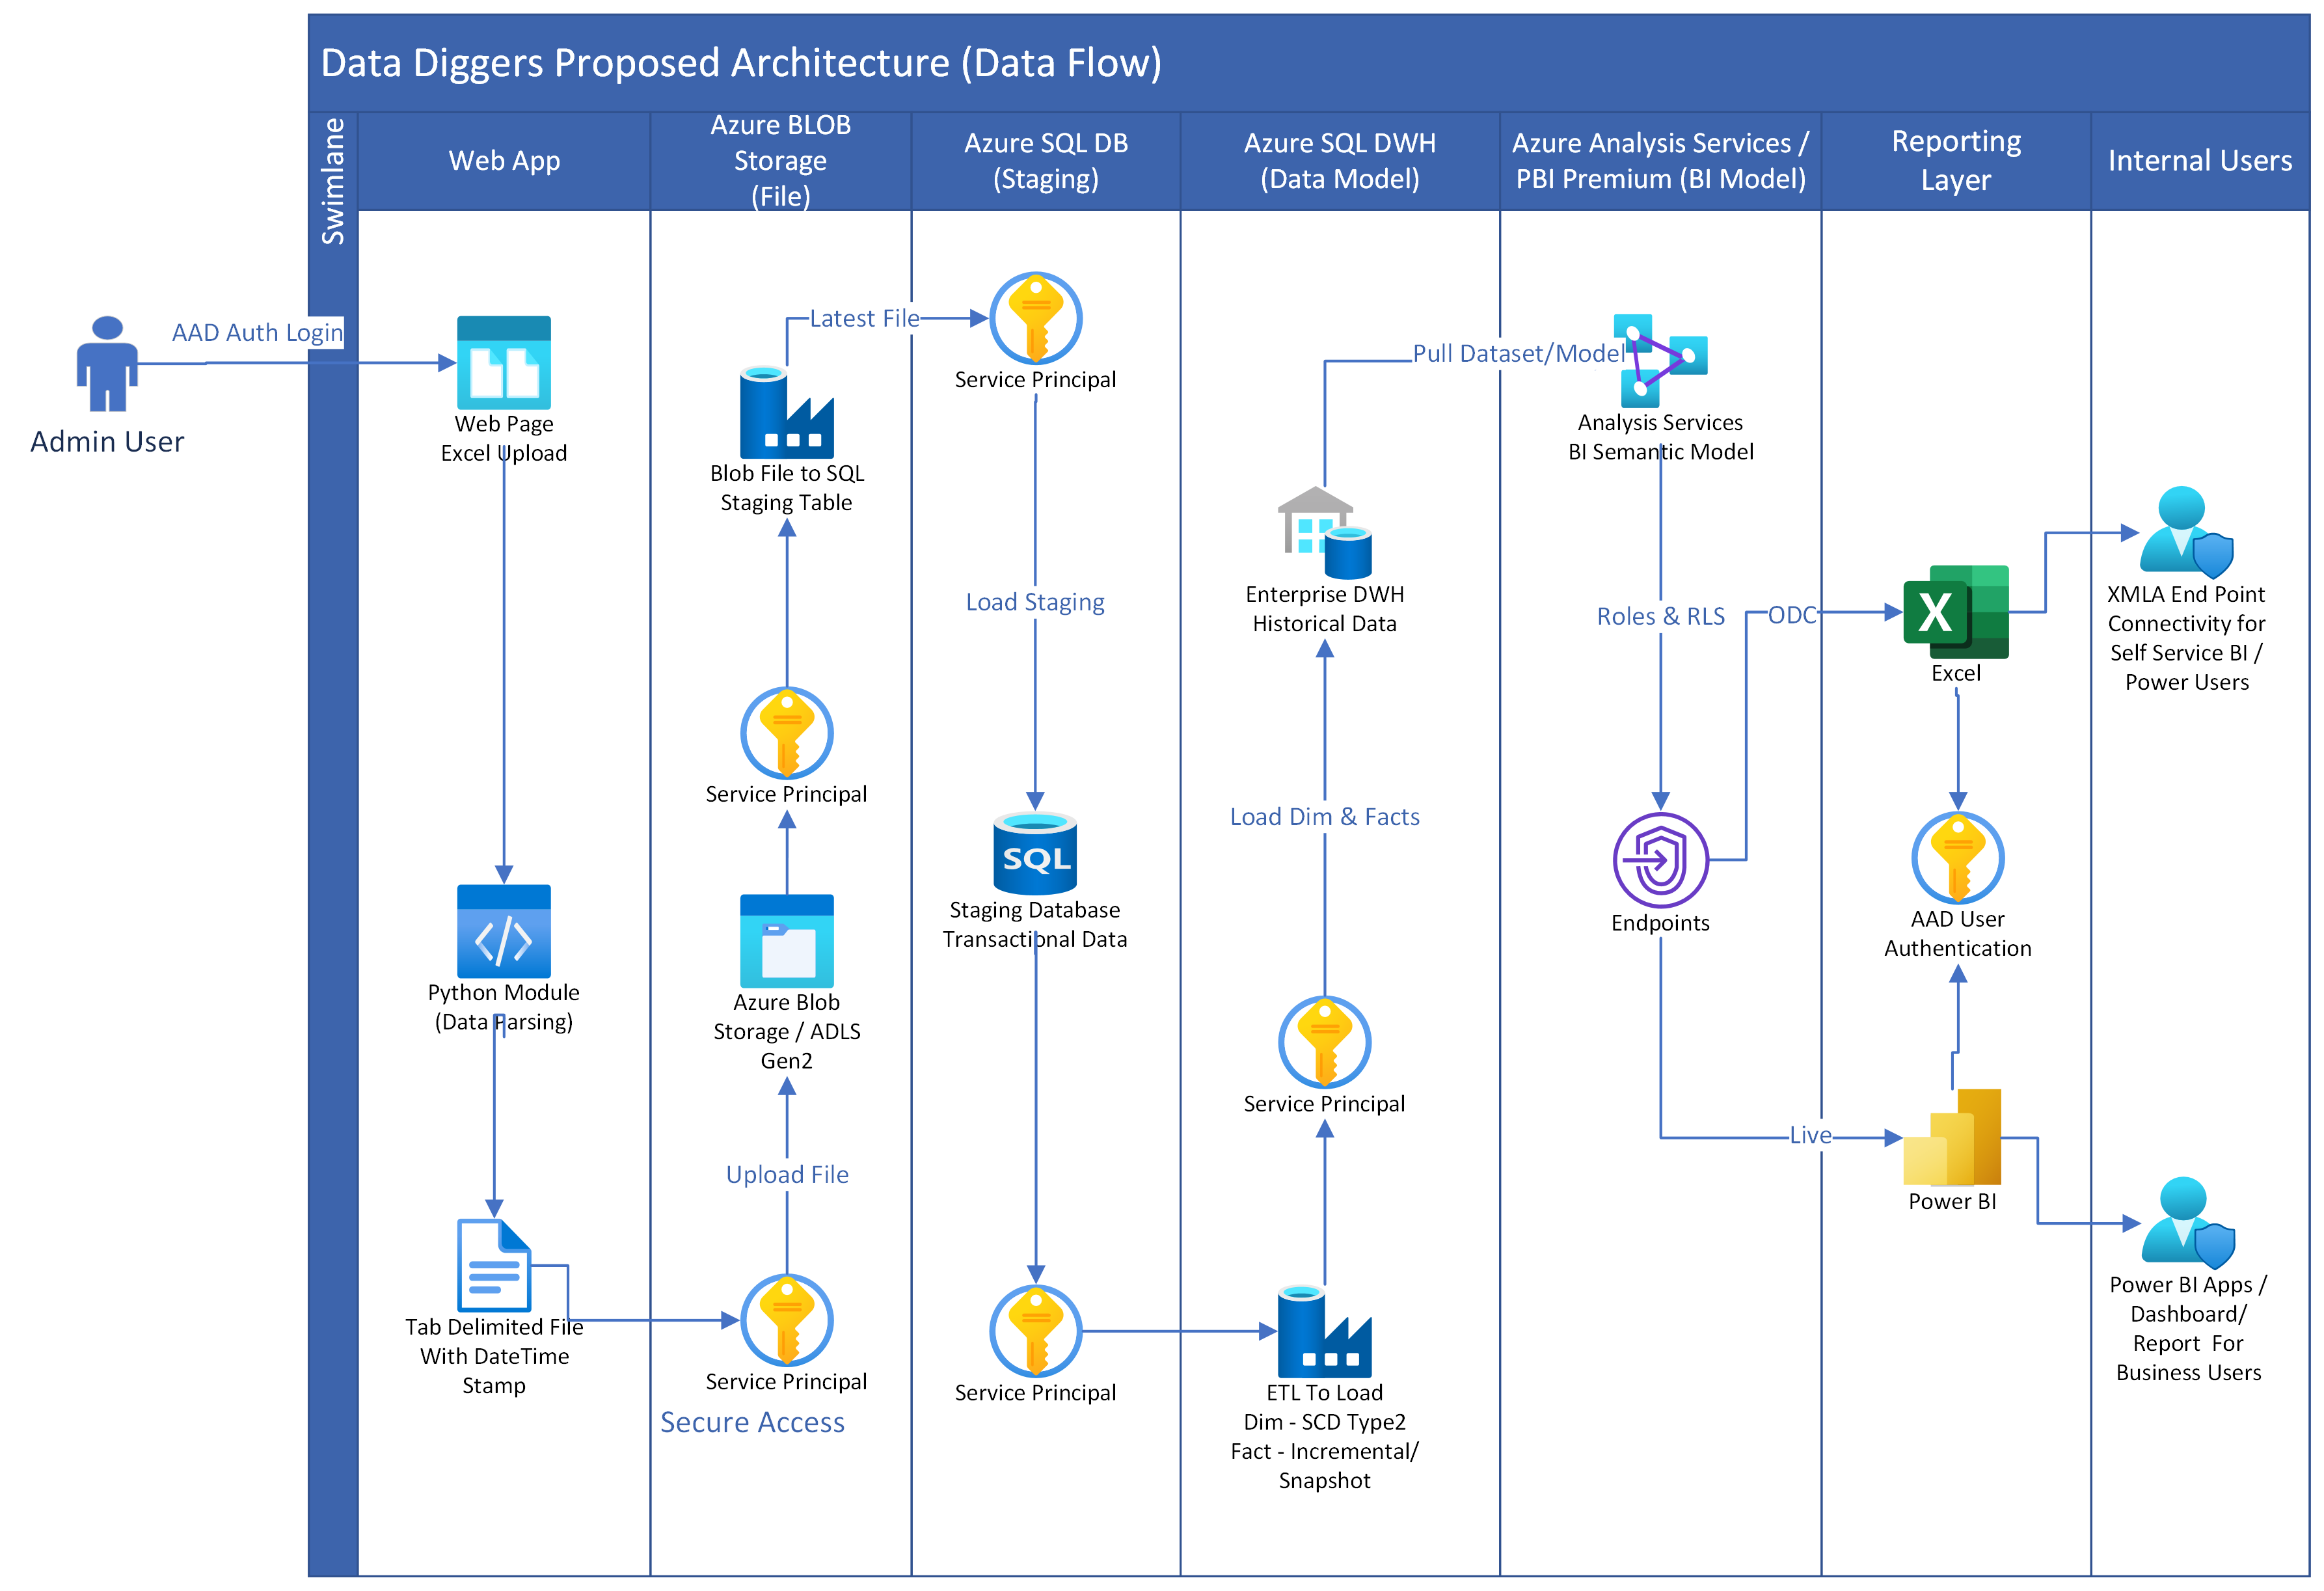 Data Diggers Proposed Architecture (Data Flow)
Swimlane
Web App
Azure BLOB
Storage
(File)
Azure SQL DB
(Staging)
Azure SQL DWH
(Data Model)
Azure Analysis Services /
PBI Premium (BI Model)
Reporting
Layer
Internal Users
Admin User
AAD Auth Login
Web Page
Excel Upload
Python Module
(Data Parsing)
Tab Delimited File
With DateTime
Stamp
Latest File
Blob File to SQL
Staging Table
Service Principal
Azure Blob
Storage / ADLS
Gen2
Upload File
Service Principal
Secure Access
Service Principal
Load Staging
SQL
Staging Database
Transactional Data
Service Principal
Pull Dataset/Model
Enterprise DWH
Historical Data
Load Dim & Facts
Service Principal
ETL To Load
Dim - SCD Type2
Fact - Incremental/
Snapshot
Analysis Services
BI Semantic Model
Roles & RLS
ODC
Endpoints
Live
X
Excel
AAD User
Authentication
Power BI
XMLA End Point
Connectivity for
Self Service BI /
Power Users
Power BI Apps /
Dashboard/
Report  For
Business Users